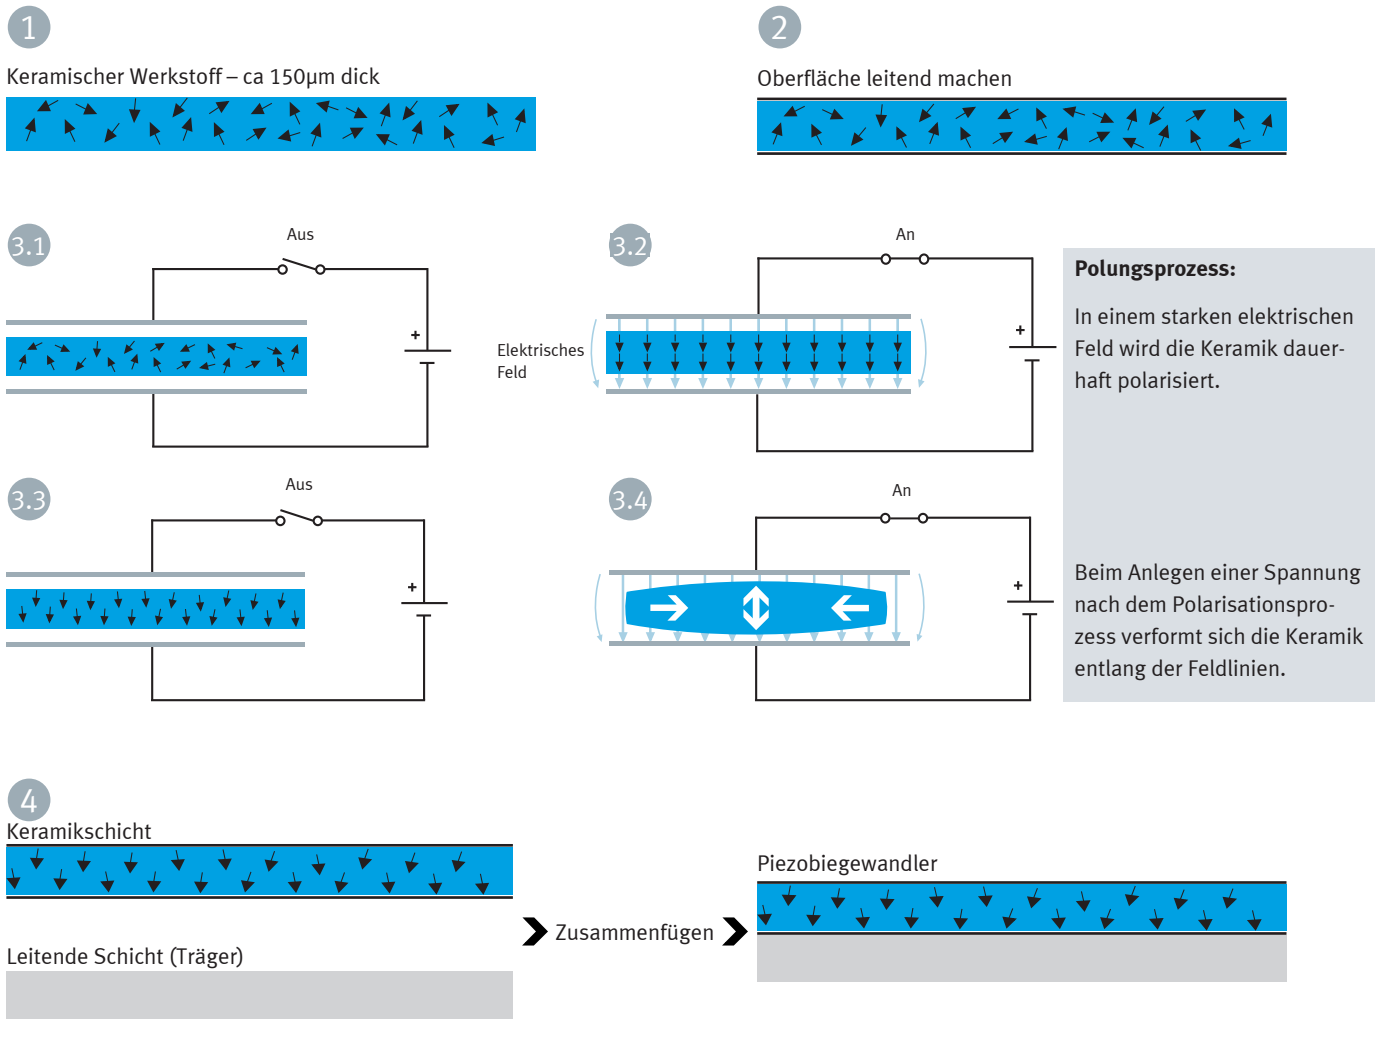 1
Keramischer Werkstoff – ca 150µm dick
2
Oberfläche leitend machen
3.1
Aus
+
3.2
An
Elektrisches
Feld
+
Polungsprozess:
In einem starken elektrischen
Feld wird die Keramik dauer-
haft polarisiert.
3.3
Aus
+
3.4
An
+
Beim Anlegen einer Spannung
nach dem Polarisationspro-
zess verformt sich die Keramik
entlang der Feldlinien.
4
Keramikschicht
Leitende Schicht (Träger)
Zusammenfügen
Piezobiegewandler